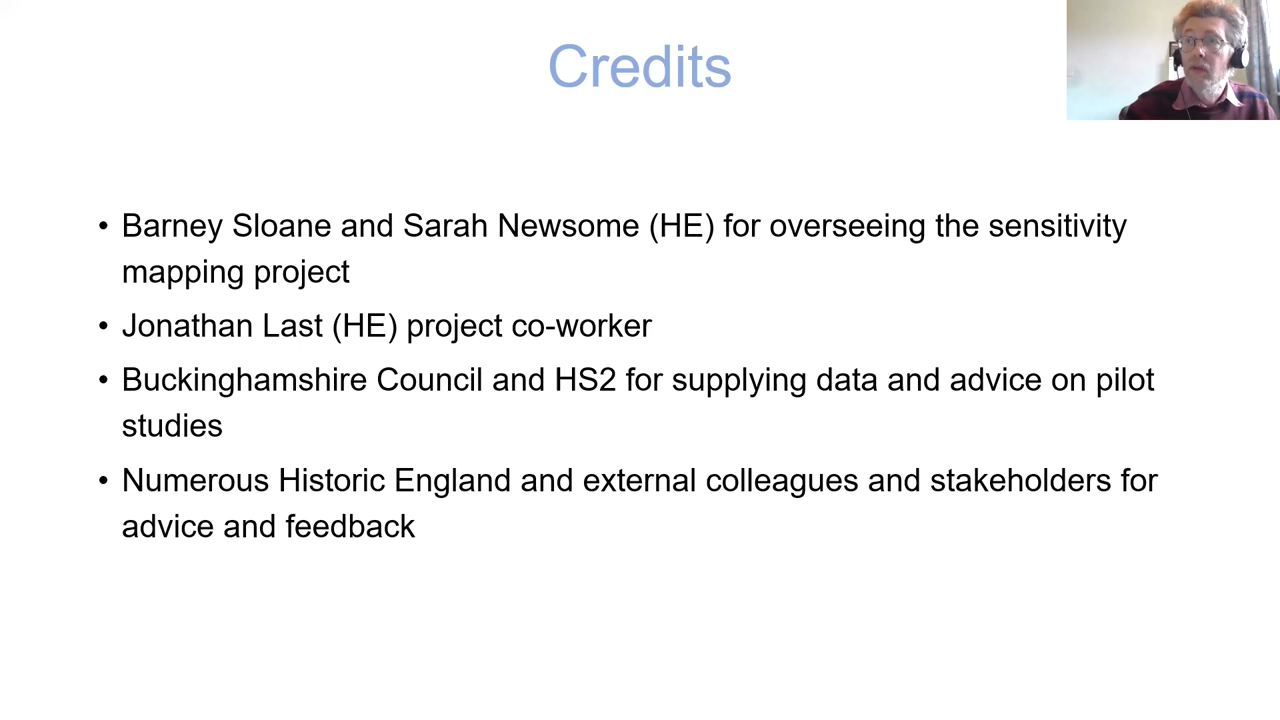 Credits
• Barney Sloane and Sarah Newsome (HE) for overseeing the sensitivity
mapping project
• Jonathan Last (HE) project co-worker
• Buckinghamshire Council and HS2 for supplying data and advice on pilot
studies
• Numerous Historic England and external colleagues and stakeholders for
advice and feedback